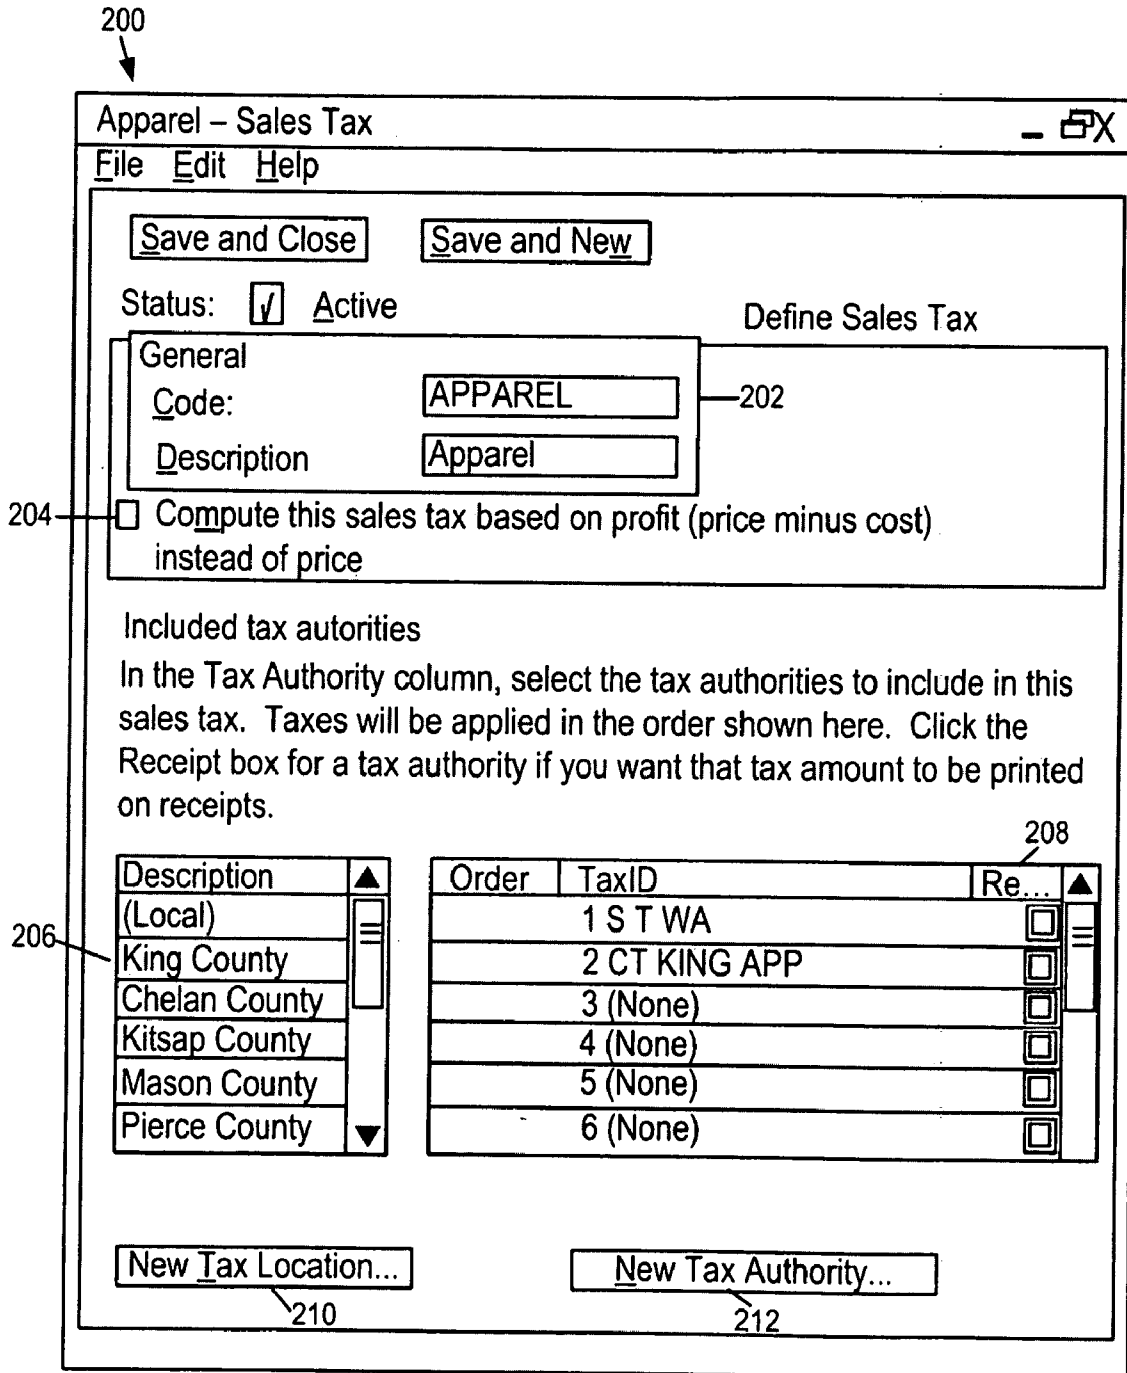 200
Apparel – Sales Tax
File Edit Help
Save and Close Save and New
Status: Active
Define Sales Tax
General
Code: APPAREL
202
Description Apparel
204
Compute this sales tax based on profit (price minus cost)
instead of price
Included tax autorities
In the Tax Authority column, select the tax authorities to include in this
sales tax. Taxes will be applied in the order shown here. Click the
Receipt box for a tax authority if you want that tax amount to be printed
on receipts.
208
Description Order TaxID Re...
(Local) 1 S T WA
206
King County 2 CT KING APP
Chelan County 3 (None)
Kitsap County 4 (None)
Mason County 5 (None)
Pierce County 6 (None)
New Tax Location... New Tax Authority...
210 212